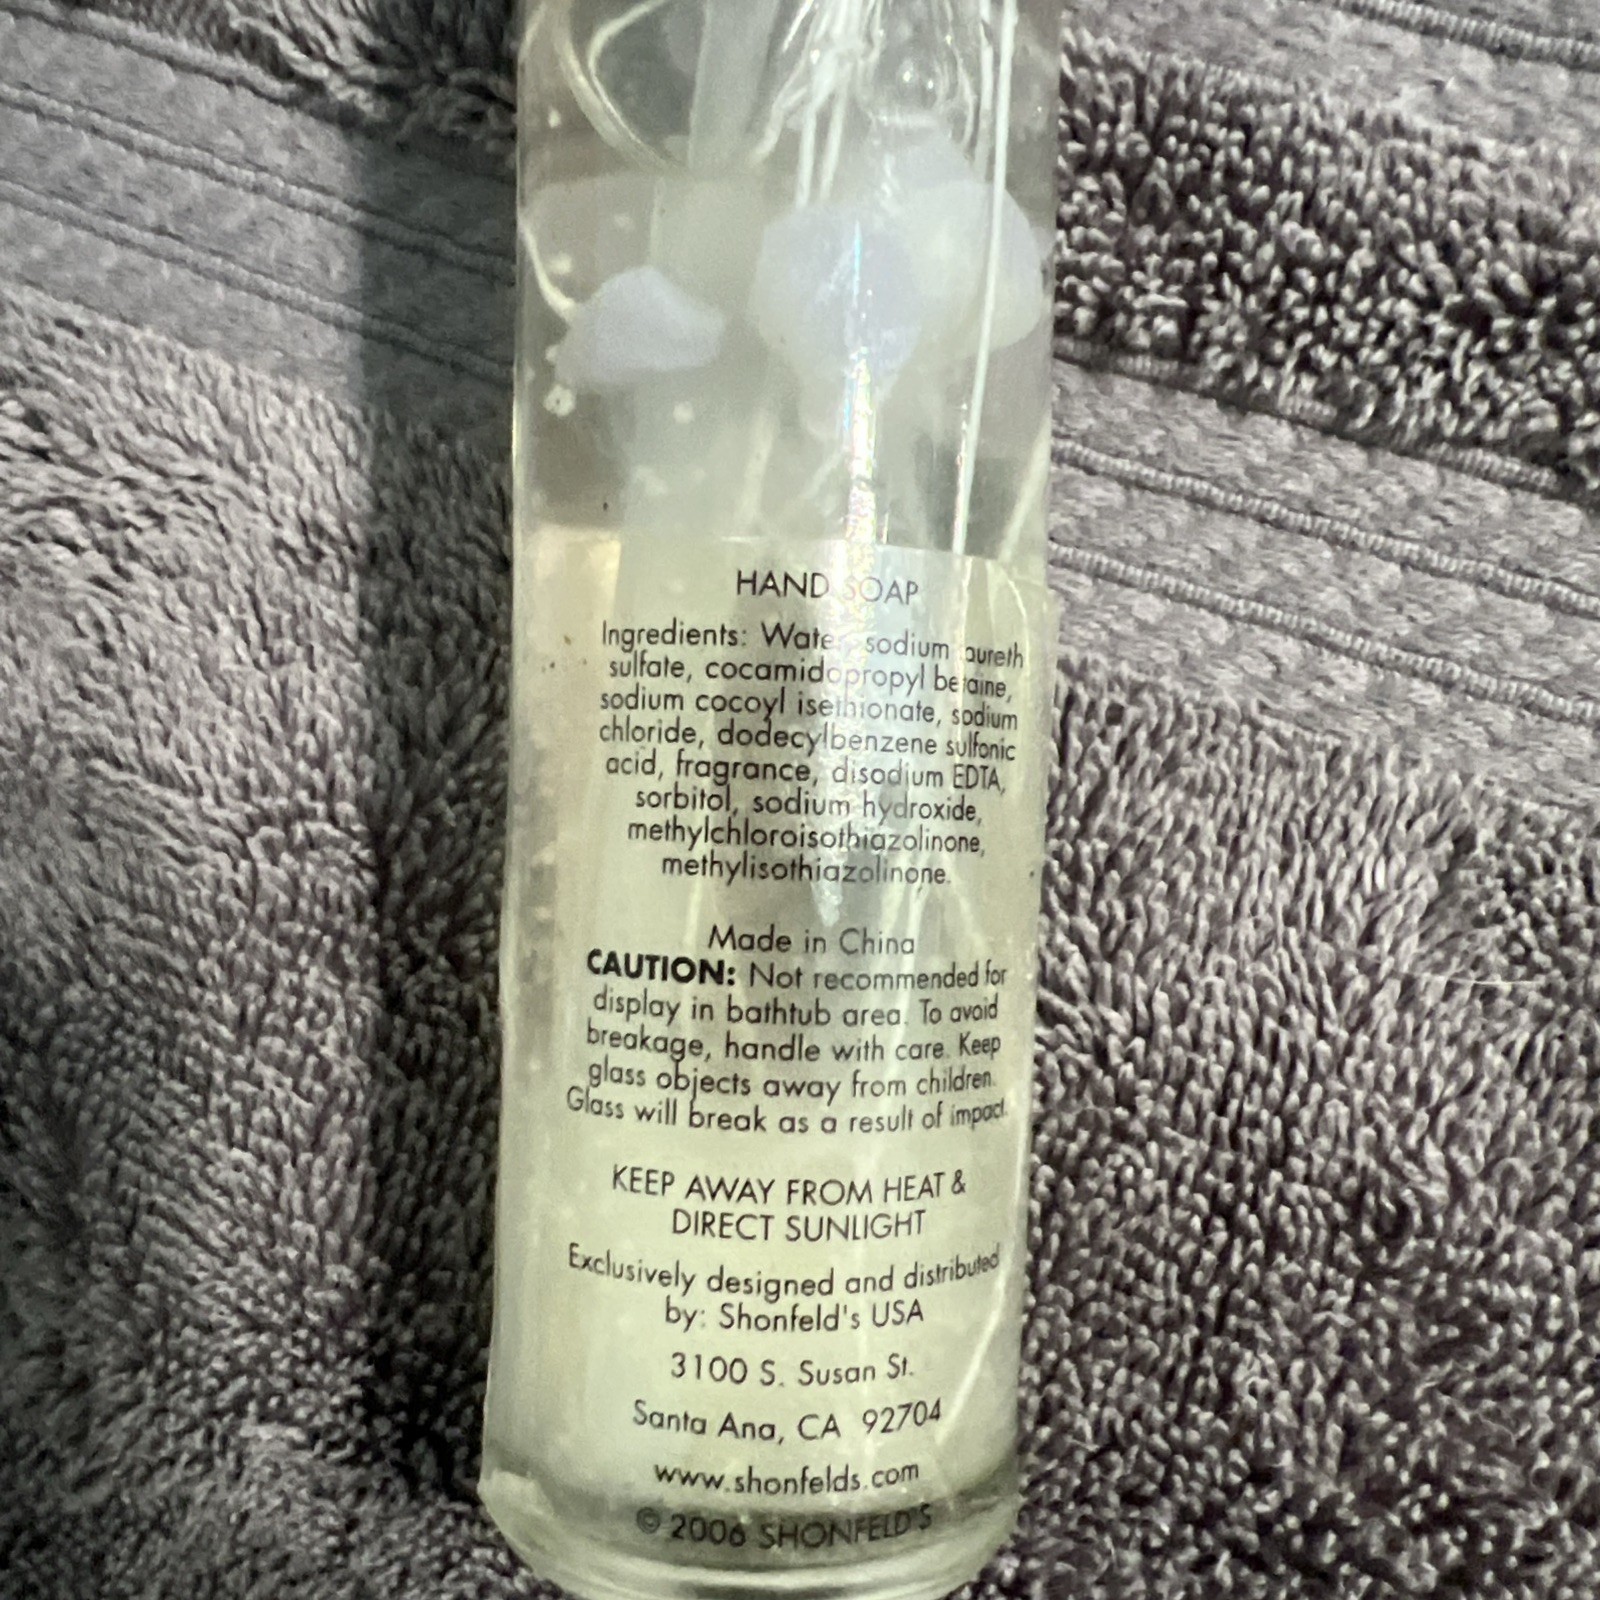 HAND SOAP
Ingredients: Water, sodium laureth
sulfate, cocamidopropyl betaine,
sodium cocoyl isethionate, sodium
chloride, dodecylbenzene sulfonic
acid, fragrance, disodium EDTA,
sorbitol, sodium hydroxide,
methylchloroisothiazolinone,
methylisothiazolinone.
Made in China
CAUTION: Not recommended for
display in bathtub area. To avoid
breakage, handle with care. Keep
glass objects away from children.
Glass will break as a result of impact.
KEEP AWAY FROM HEAT &
DIRECT SUNLIGHT
Exclusively designed and distributed
by: Shonfeld's USA
3100 S. Susan St.
Santa Ana, CA 92704
www.shonfelds.com
© 2006 SHONFELD'S